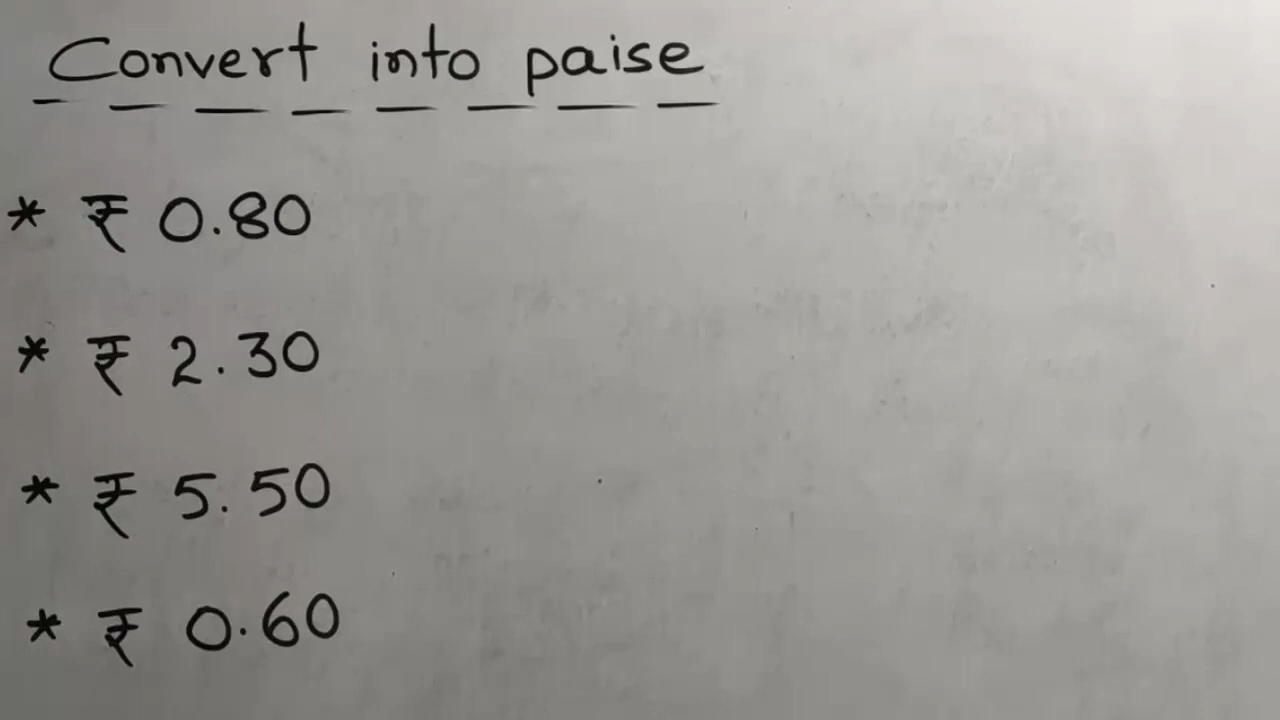 Convert into paise
* ₹ 0.80
* ₹ 2.30
* ₹ 5.50
* ₹ 0.60